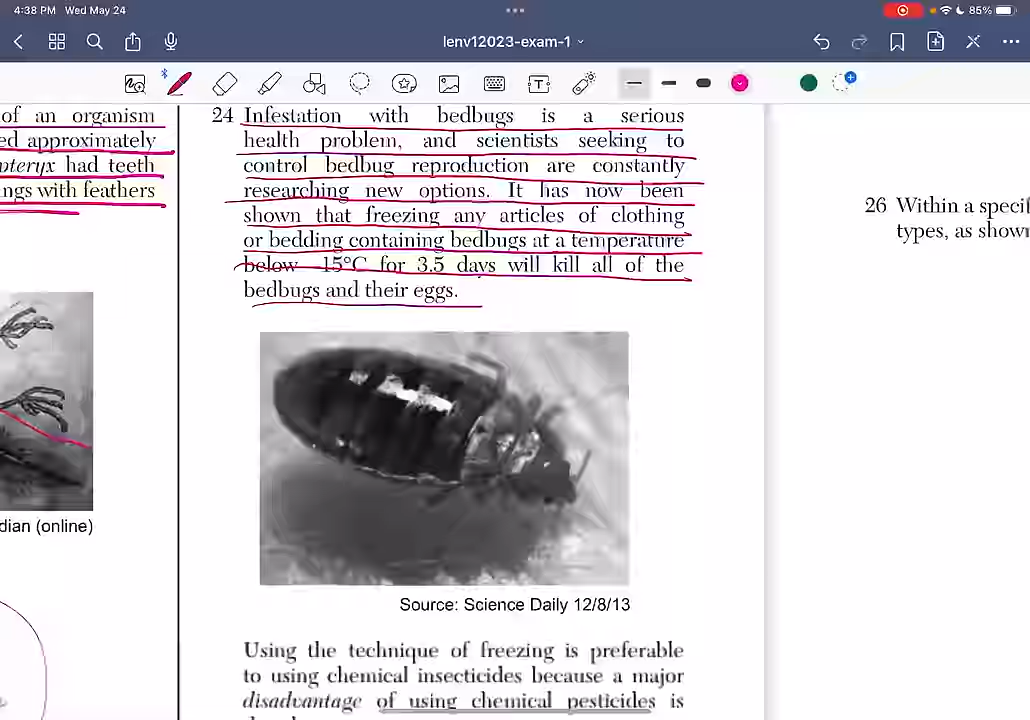 4:38 PM Wed May 24
85%
lenv12023-exam-1
of an organism
ed approximately
pteryx had teeth
ngs with feathers
dian (online)
24 Infestation with bedbugs is a serious
health problem, and scientists seeking to
control bedbug reproduction are constantly
researching new options. It has now been
shown that freezing any articles of clothing
or bedding containing bedbugs at a temperature
below –15°C for 3.5 days will kill all of the
bedbugs and their eggs.
Source: Science Daily 12/8/13
Using the technique of freezing is preferable
to using chemical insecticides because a major
disadvantage of using chemical pesticides is
26 Within a specif
types, as shown